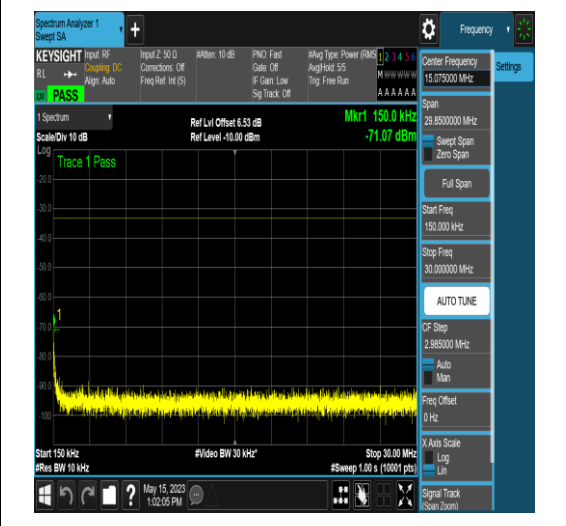 Spectrum Analyzer 1
Swept SA
+
Frequency
KEYSIGHT
RL
PASS
Input: RF
Coupling: DC
Align: Auto
Input Z: 50 Ω
Corrections: Off
Freq Ref: Int (S)
#Atten: 10 dB
PNO: Fast
Gate: Off
IF Gain: Low
Sig Track: Off
#Avg Type: Power (RMS
Avg|Hold: 5/5
Trig: Free Run
1 2 3 4 5 6
M W W W W W
A A A A A A
1 Spectrum
Scale/Div 10 dB
Ref Lvl Offset 6.53 dB
Ref Level -10.00 dBm
Mkr1 150.0 kHz
-71.07 dBm
Log
Trace 1 Pass
-20.0
-30.0
-40.0
-50.0
-60.0
-70.0
-80.0
-90.0
-100
1
Start 150 kHz
#Res BW 10 kHz
#Video BW 30 kHz*
Stop 30.00 MHz
#Sweep 1.00 s (10001 pts)
?
May 15, 2023
1:02:05 PM
Center Frequency
15.075000 MHz
Settings
Span
29.8500000 MHz
Swept Span
Zero Span
Full Span
Start Freq
150.000 kHz
Stop Freq
30.000000 MHz
AUTO TUNE
CF Step
2.985000 MHz
Auto
Man
Freq Offset
0 Hz
X Axis Scale
Log
Lin
Signal Track
(Span Zoom)